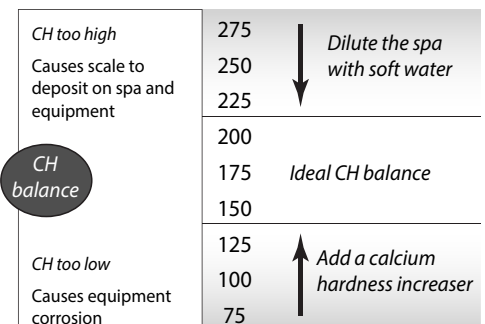 CH too high
Causes scale to
deposit on spa and
equipment
275
250
225
Dilute the spa
with soft water
CH
balance
200
175
150
Ideal CH balance
CH too low
Causes equipment
corrosion
125
100
75
Add a calcium
hardness increaser